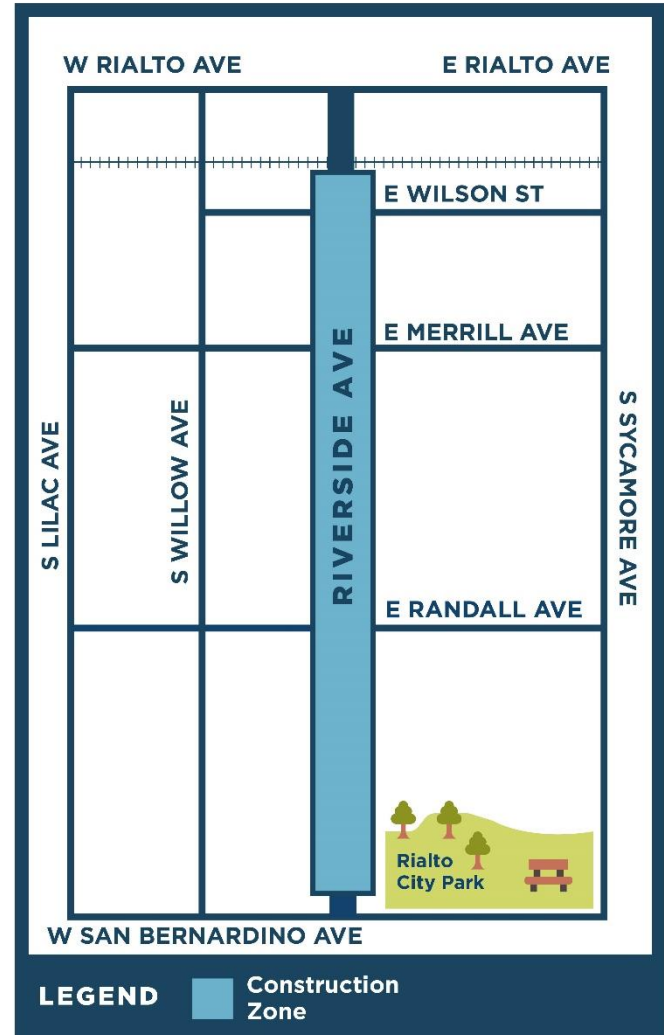 W RIALTO AVE
E RIALTO AVE
E WILSON ST
E MERRILL AVE
S LILAC AVE
S WILLOW AVE
RIVERSIDE AVE
S SYCAMORE AVE
E RANDALL AVE
Rialto
City Park
W SAN BERNARDINO AVE
LEGEND
Construction
Zone